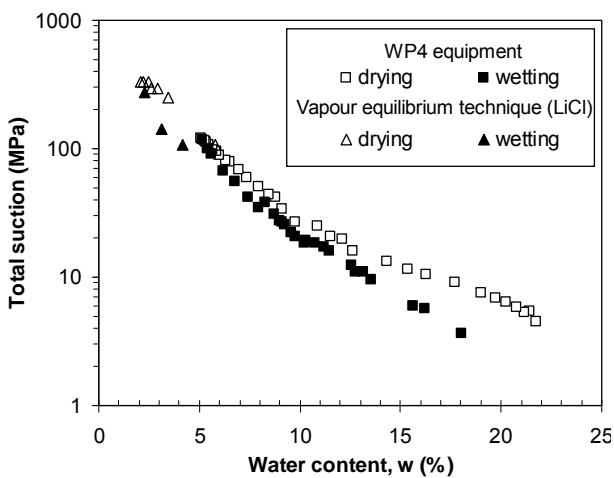 1000
100
10
1
Total suction (MPa)
WP4 equipment
drying wetting
Vapour equilibrium technique (LiCl)
drying wetting
0 5 10 15 20 25
Water content, w (%)